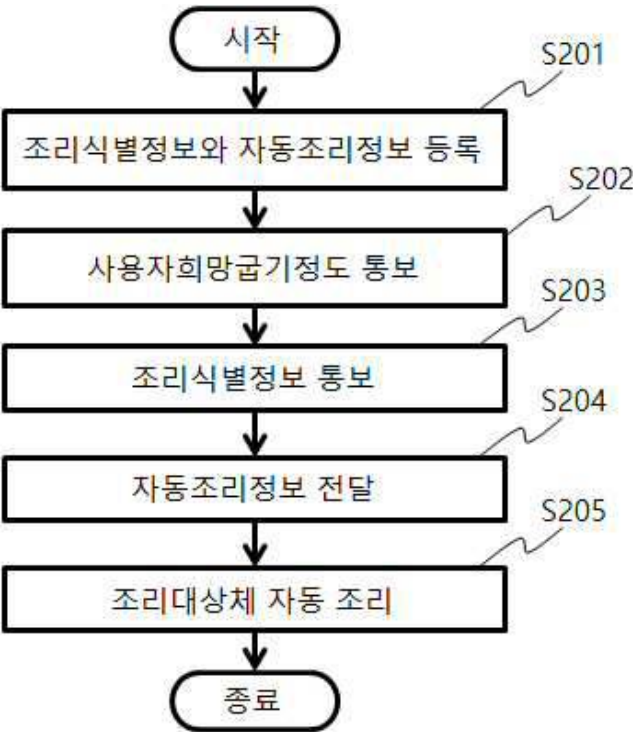 시작
S201
조리식별정보와 자동조리정보 등록
S202
사용자희망굽기정도 통보
S203
조리식별정보 통보
S204
자동조리정보 전달
S205
조리대상체 자동 조리
종료